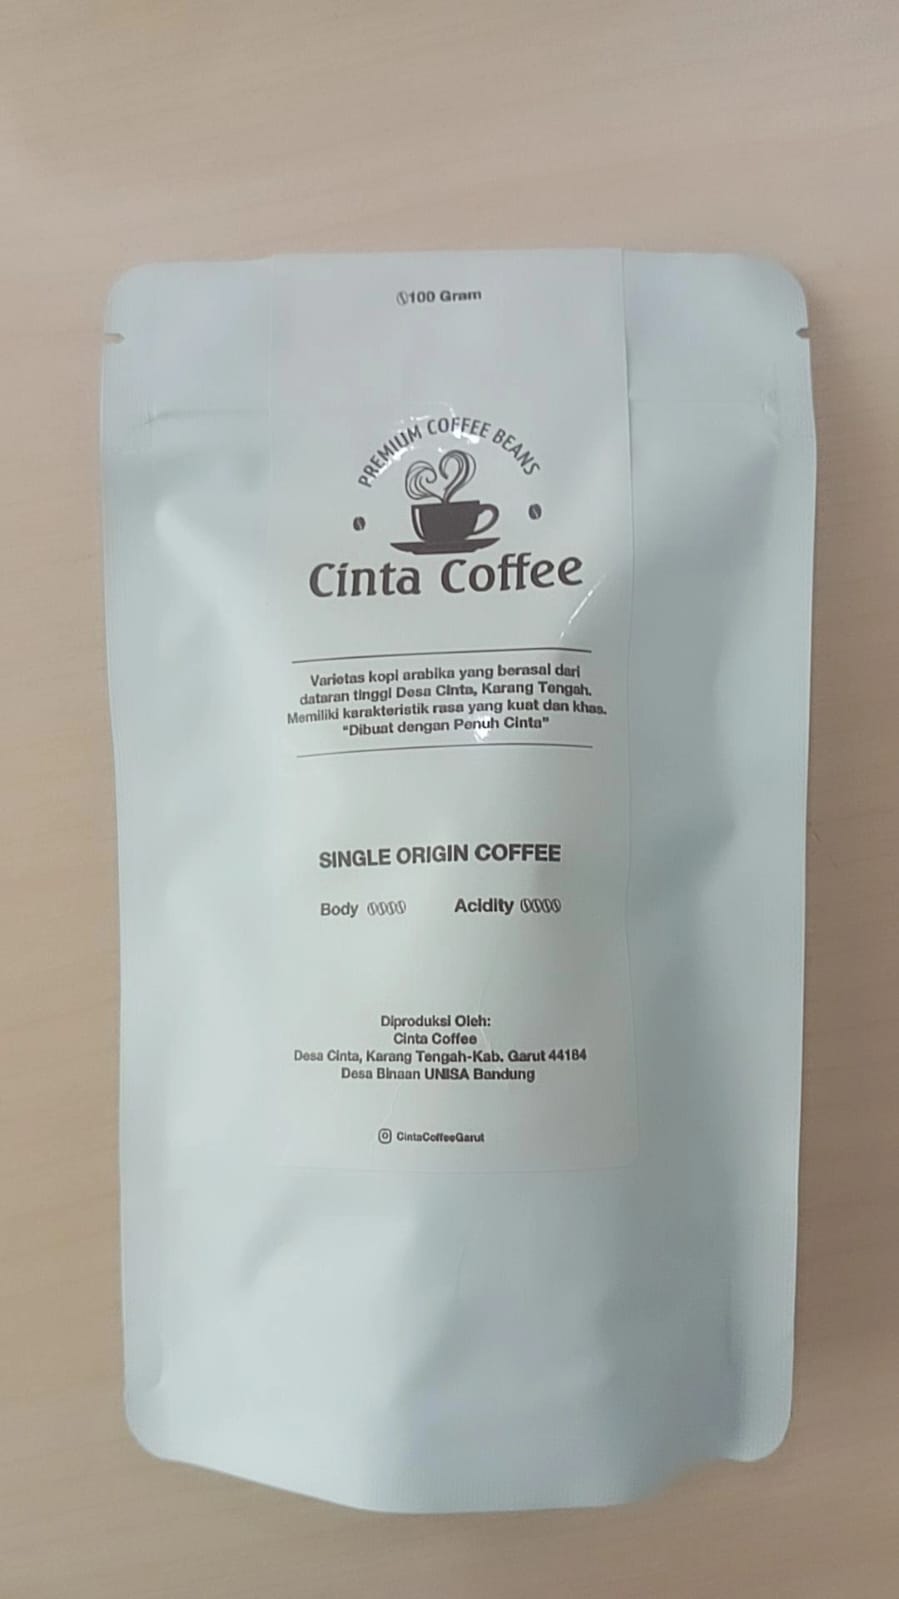 100 Gram
PREMIUM COFFEE BEANS
Cinta Coffee
Varietas kopi arabika yang berasal dari
dataran tinggi Desa Cinta, Karang Tengah.
Memiliki karakteristik rasa yang kuat dan khas.
"Dibuat dengan Penuh Cinta"
SINGLE ORIGIN COFFEE
Body Acidity
Diproduksi Oleh:
Cinta Coffee
Desa Cinta, Karang Tengah-Kab. Garut 44184
Desa Binaan UNISA Bandung
CintaCoffeeGarut